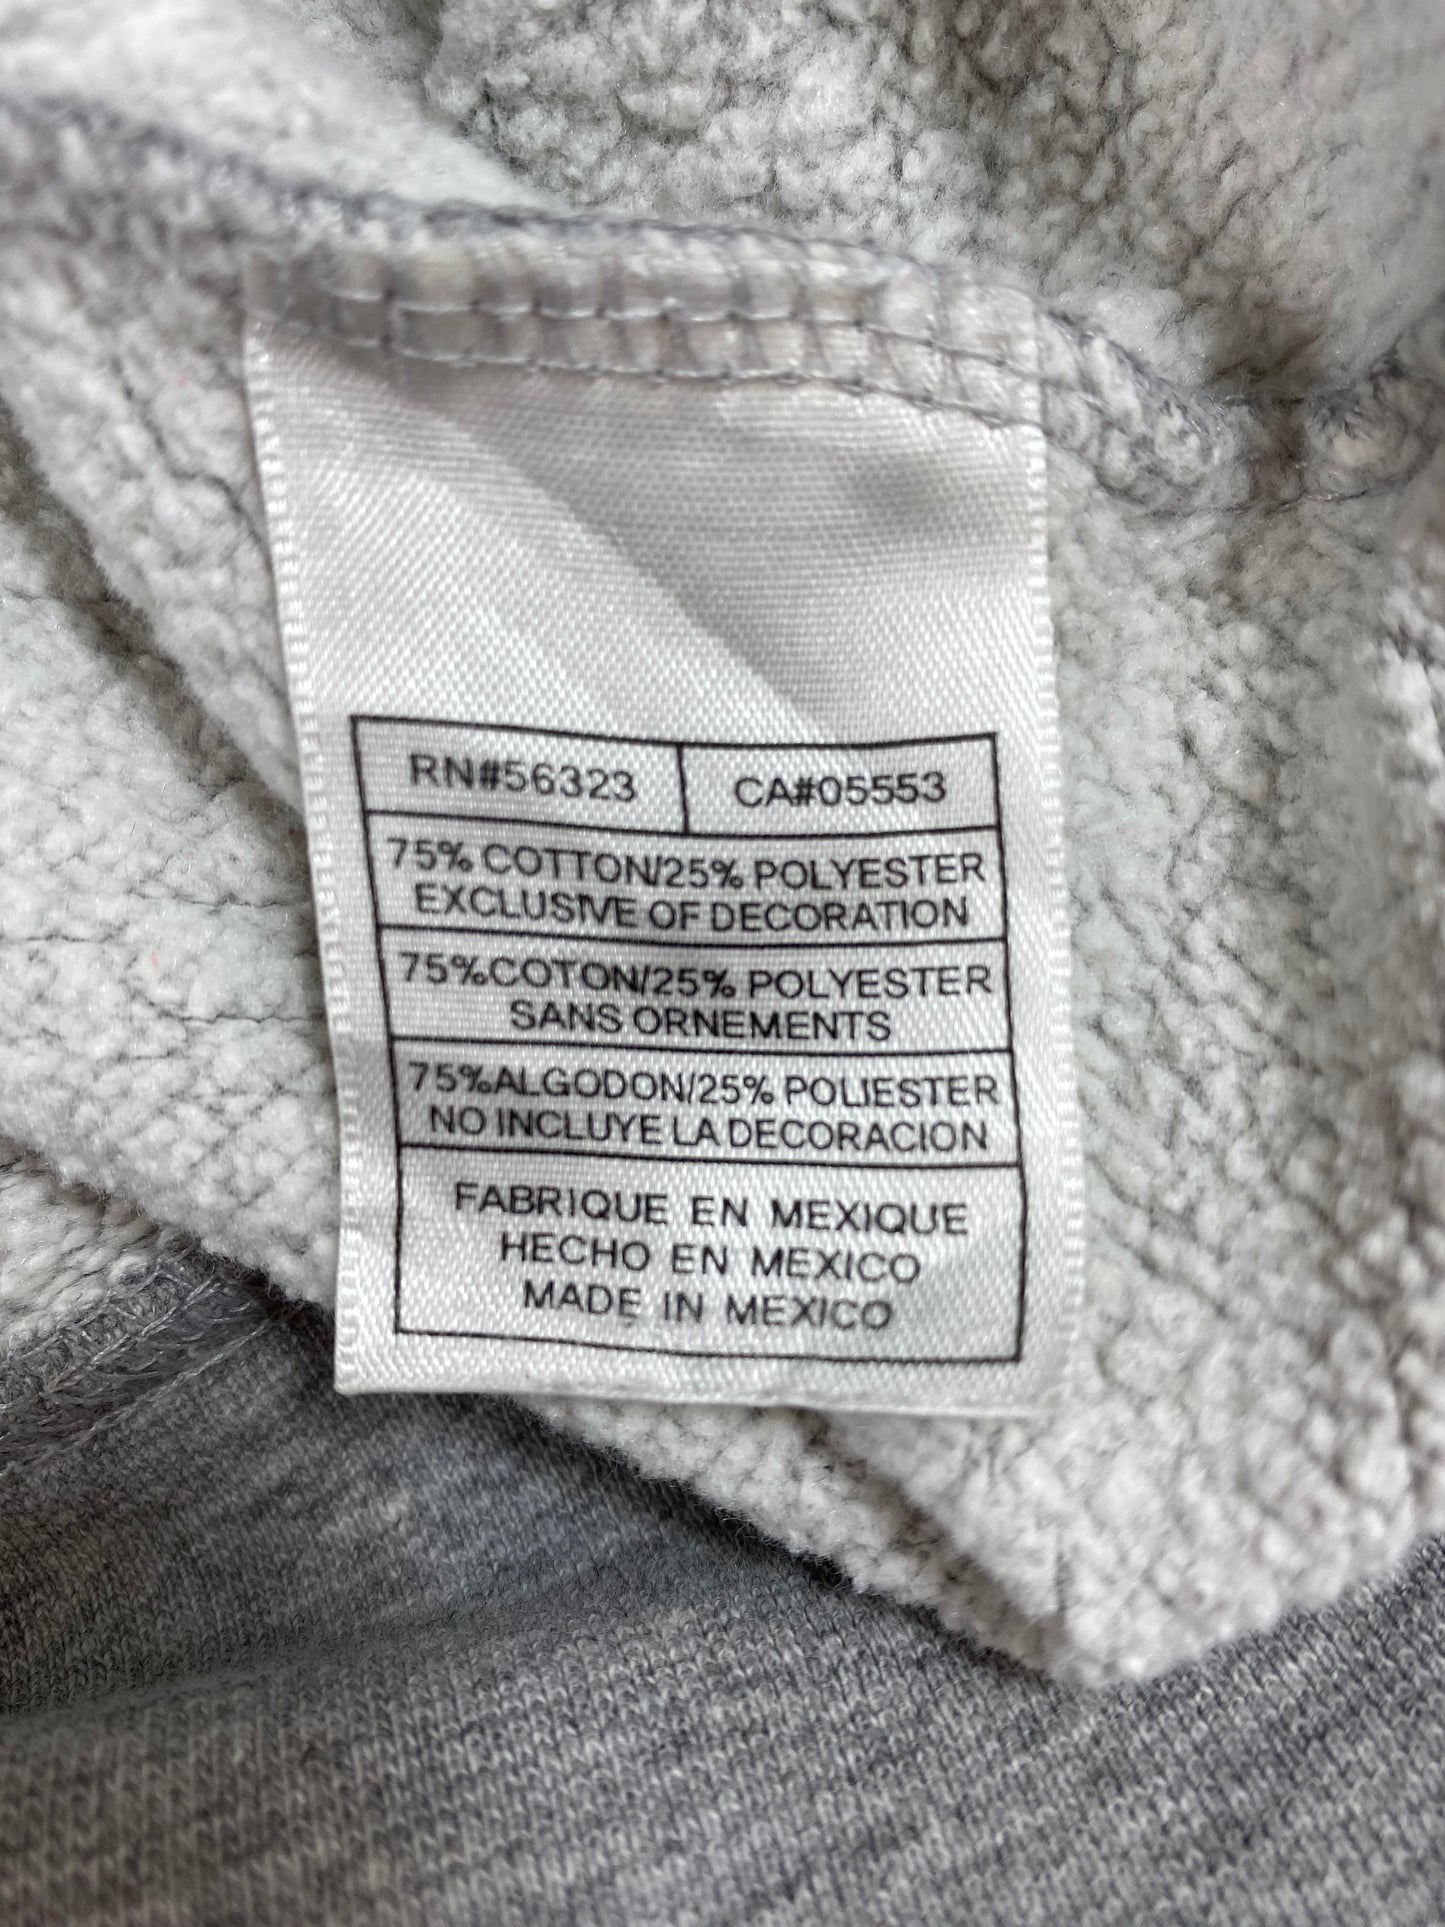 RN#56323 CA#05553
75% COTTON/25% POLYESTER
EXCLUSIVE OF DECORATION
75%COTON/25% POLYESTER
SANS ORNEMENTS
75%ALGODON/25% POLIESTER
NO INCLUYE LA DECORACION
FABRIQUE EN MEXIQUE
HECHO EN MEXICO
MADE IN MEXICO